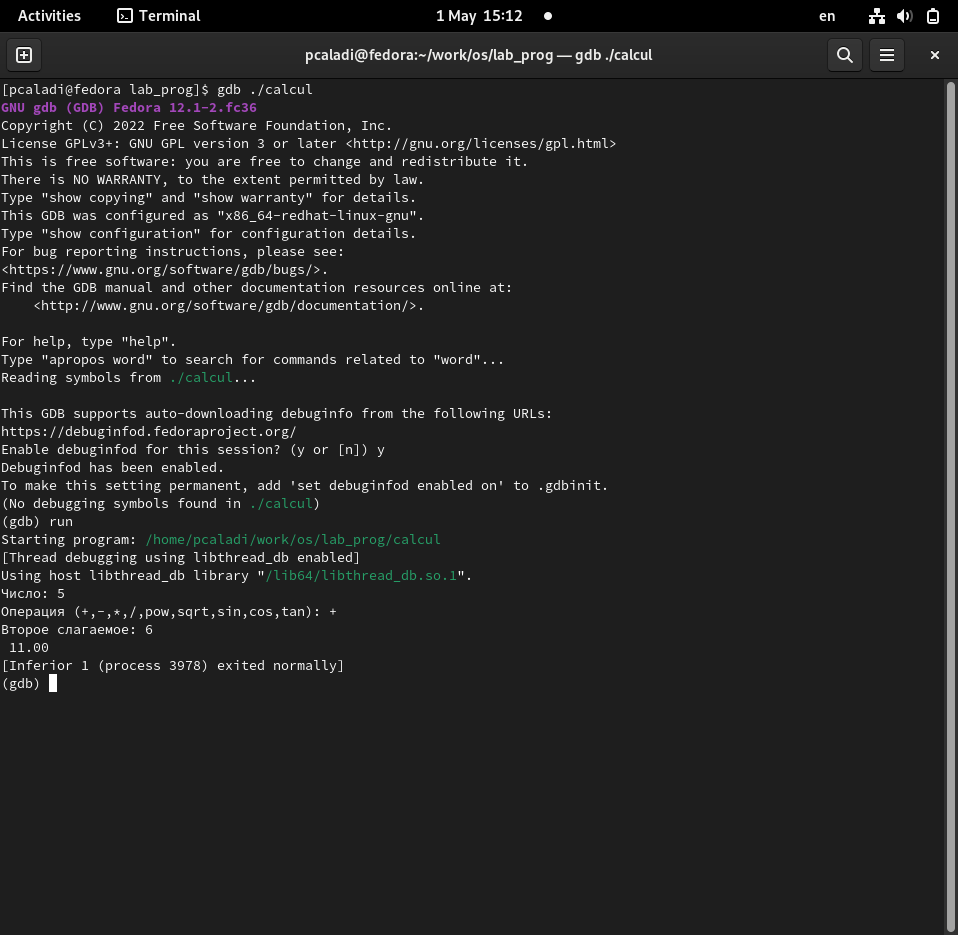 Activities Terminal 1 May 15:12 en
pcaladi@fedora:~/work/os/lab_prog — gdb ./calcul
[pcaladi@fedora lab_prog]$ gdb ./calcul
GNU gdb (GDB) Fedora 12.1-2.fc36
Copyright (C) 2022 Free Software Foundation, Inc.
License GPLv3+: GNU GPL version 3 or later <http://gnu.org/licenses/gpl.html>
This is free software: you are free to change and redistribute it.
There is NO WARRANTY, to the extent permitted by law.
Type "show copying" and "show warranty" for details.
This GDB was configured as "x86_64-redhat-linux-gnu".
Type "show configuration" for configuration details.
For bug reporting instructions, please see:
<https://www.gnu.org/software/gdb/bugs/>.
Find the GDB manual and other documentation resources online at:
    <http://www.gnu.org/software/gdb/documentation/>.
For help, type "help".
Type "apropos word" to search for commands related to "word"...
Reading symbols from ./calcul...
This GDB supports auto-downloading debuginfo from the following URLs:
https://debuginfod.fedoraproject.org/
Enable debuginfod for this session? (y or [n]) y
Debuginfod has been enabled.
To make this setting permanent, add 'set debuginfod enabled on' to .gdbinit.
(No debugging symbols found in ./calcul)
(gdb) run
Starting program: /home/pcaladi/work/os/lab_prog/calcul
[Thread debugging using libthread_db enabled]
Using host libthread_db library "/lib64/libthread_db.so.1".
Число: 5
Операция (+,-,*,/,pow,sqrt,sin,cos,tan): +
Второе слагаемое: 6
 11.00
[Inferior 1 (process 3978) exited normally]
(gdb)